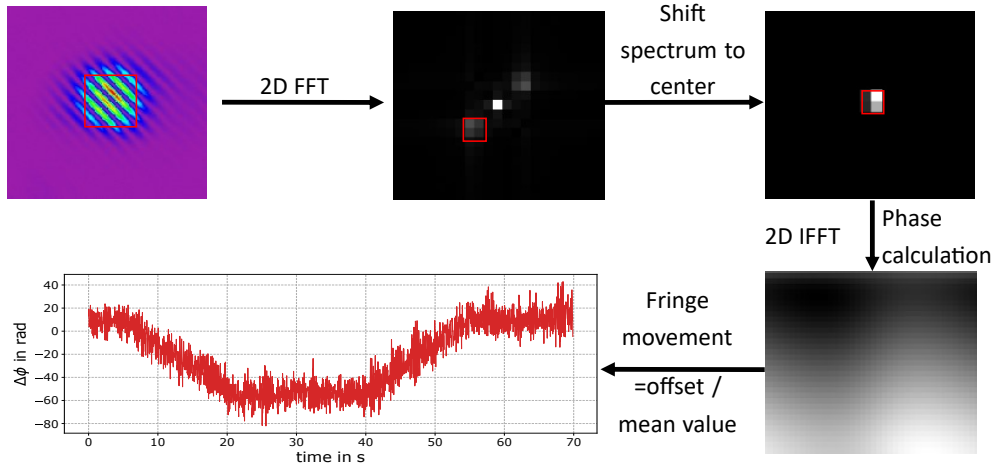 2D FFT
Shift
spectrum to
center
2D IFFT
Phase
calculation
Fringe
movement
=offset /
mean value
Δϕ in rad
40
20
0
−20
−40
−60
−80
0
10
20
30
40
50
60
70
time in s